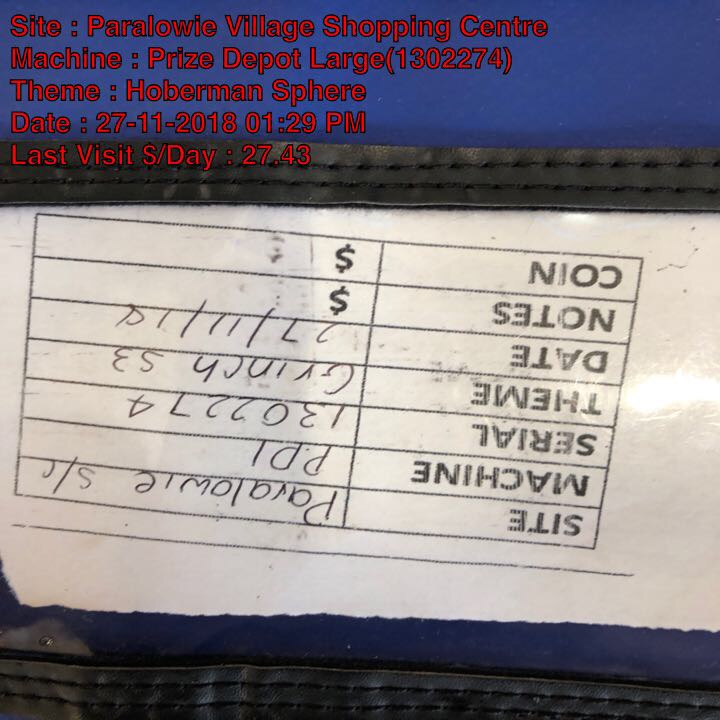 Site : Paralowie Village Shopping Centre
Machine : Prize Depot Large(1302274)
Theme : Hoberman Sphere
Date : 27-11-2018 01:29 PM
Last Visit $/Day : 27.43
SITE Paralowie s/c
MACHINE PDL
SERIAL 1302274
THEME Grinch S3
DATE 27/11/18
NOTES $
COIN $